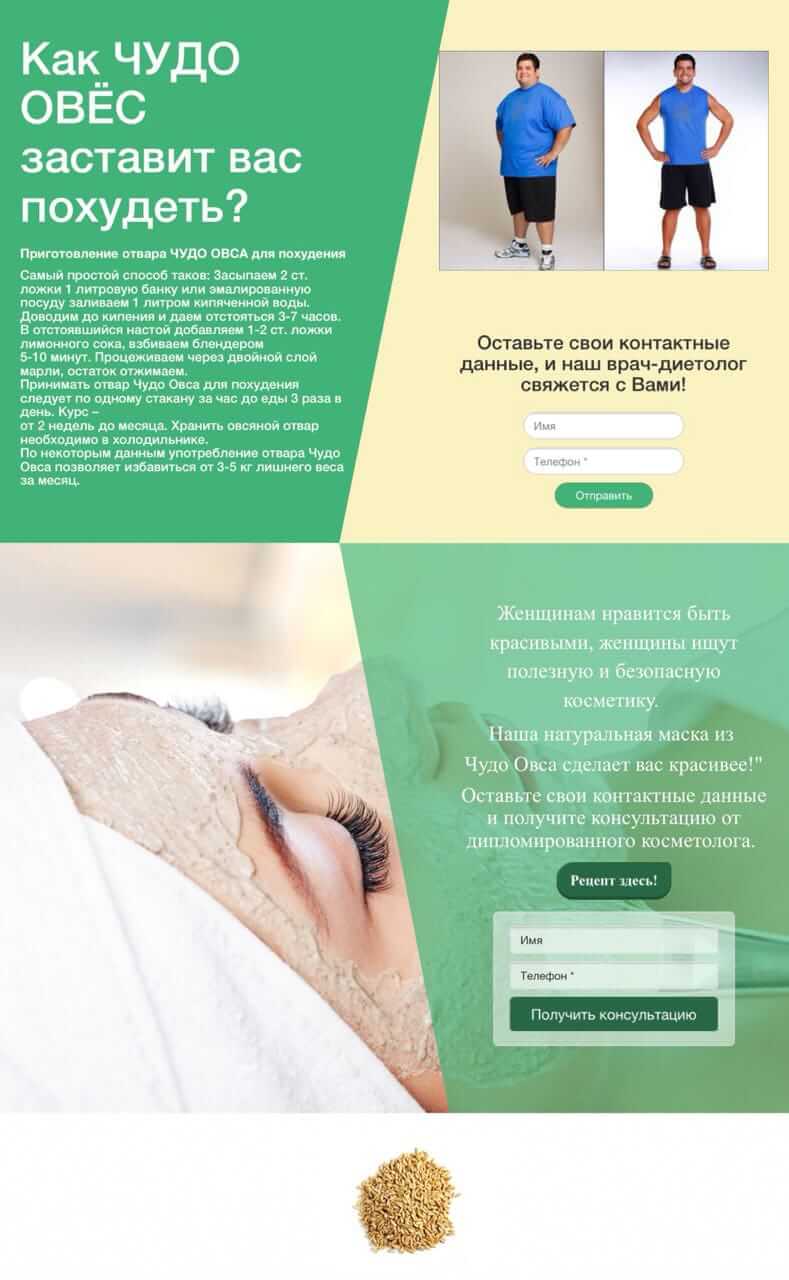 Как ЧУДО
ОВЁС
заставит вас
похудеть?
Приготовление отвара ЧУДО ОВСА для похудения
Самый простой способ таков: Засыпаем 2 ст.
ложки 1 литровую банку или эмалированную
посуду заливаем 1 литром кипяченной воды.
Доводим до кипения и даем отстояться 3-7 часов.
В отстоявшийся настой добавляем 1-2 ст. ложки
лимонного сока, взбиваем блендером
5-10 минут. Процеживаем через двойной слой
марли, остаток отжимаем.
Принимать отвар Чудо Овса для похудения
следует по одному стакану за час до еды 3 раза в
день. Курс –
от 2 недель до месяца. Хранить овсяной отвар
необходимо в холодильнике.
По некоторым данным употребление отвара Чудо
Овса позволяет избавиться от 3-5 кг лишнего веса
за месяц.
Оставьте свои контактные
данные, и наш врач-диетолог
свяжется с Вами!
Имя
Телефон *
Отправить
Женщинам нравится быть
красивыми, женщины ищут
полезную и безопасную
косметику.
Наша натуральная маска из
Чудо Овса сделает вас красивее!"
Оставьте свои контактные данные
и получите консультацию от
дипломированного косметолога.
Рецепт здесь!
Имя
Телефон *
Получить консультацию